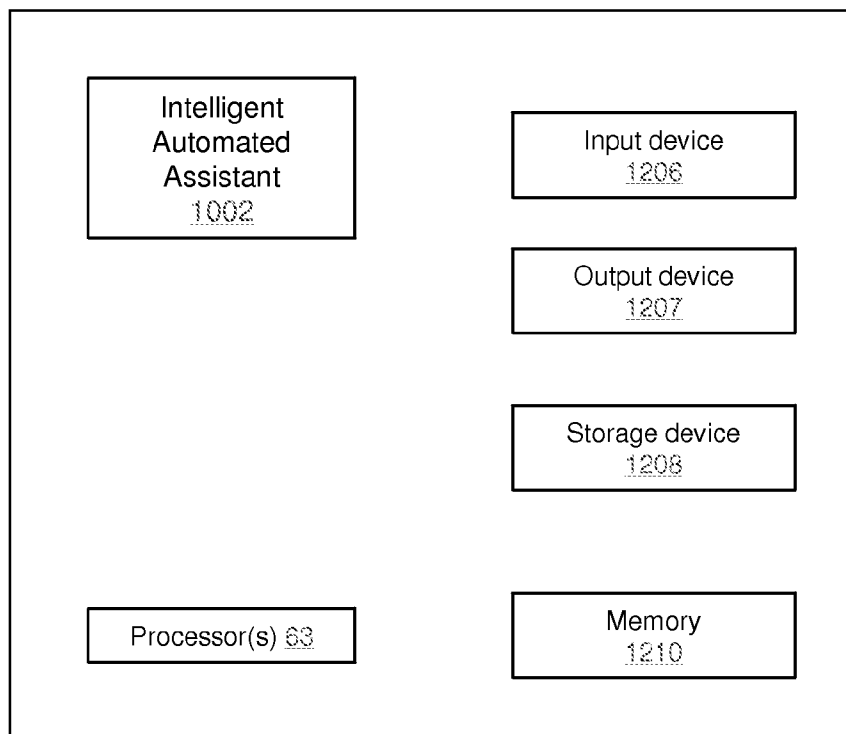 Intelligent
Automated
Assistant
1002
Input device
1206
Output device
1207
Storage device
1208
Processor(s) 63
Memory
1210